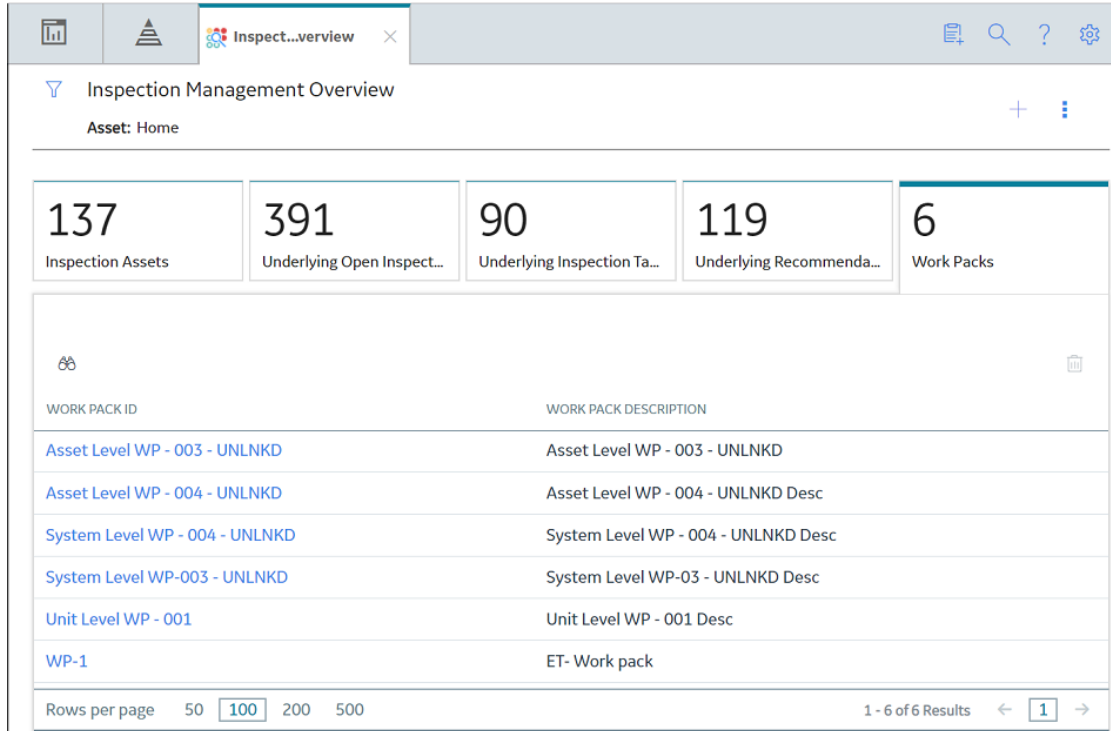 Inspect...verview
Inspection Management Overview
Asset: Home
137
Inspection Assets
391
Underlying Open Inspect...
90
Underlying Inspection Ta...
119
Underlying Recommenda...
6
Work Packs
WORK PACK ID WORK PACK DESCRIPTION
Asset Level WP - 003 - UNLNKD Asset Level WP - 003 - UNLNKD
Asset Level WP - 004 - UNLNKD Asset Level WP - 004 - UNLNKD Desc
System Level WP - 004 - UNLNKD System Level WP - 004 - UNLNKD Desc
System Level WP-003 - UNLNKD System Level WP-03 - UNLNKD Desc
Unit Level WP - 001 Unit Level WP - 001 Desc
WP-1 ET- Work pack
Rows per page 50 100 200 500 1 - 6 of 6 Results 1